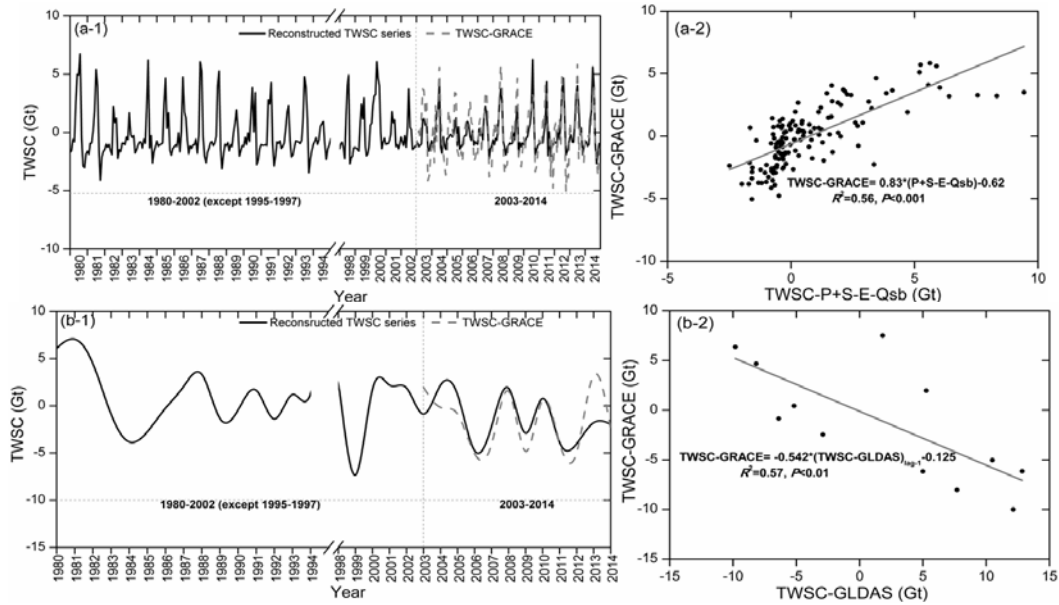 (a-1)
Reconstructed TWSC series
TWSC-GRACE
10
5
0
-5
-10
TWSC (Gt)
1980-2002 (except 1995-1997)
2003-2014
1980 1981 1982 1983 1984 1985 1986 1987 1988 1989 1990 1991 1992 1993 1994 1998 1999 2000 2001 2002 2003 2004 2005 2006 2007 2008 2009 2010 2011 2012 2013 2014
Year
(a-2)
10
5
0
-5
-10
TWSC-GRACE (Gt)
TWSC-GRACE= 0.83*(P+S-E-Qsb)-0.62
R²=0.56, P<0.001
-5 0 5 10
TWSC-P+S-E-Qsb (Gt)
(b-1)
Reconstructed TWSC series
TWSC-GRACE
10
5
0
-5
-10
-15
TWSC (Gt)
1980-2002 (except 1995-1997)
2003-2014
1980 1981 1982 1983 1984 1985 1986 1987 1988 1989 1990 1991 1992 1993 1994 1998 1999 2000 2001 2002 2003 2004 2005 2006 2007 2008 2009 2010 2011 2012 2013 2014
Year
(b-2)
10
5
0
-5
-10
-15
TWSC-GRACE (Gt)
TWSC-GRACE= -0.542*(TWSC-GLDAS)lag-1-0.125
R²=0.57, P<0.01
-15 -10 -5 0 5 10 15
TWSC-GLDAS (Gt)